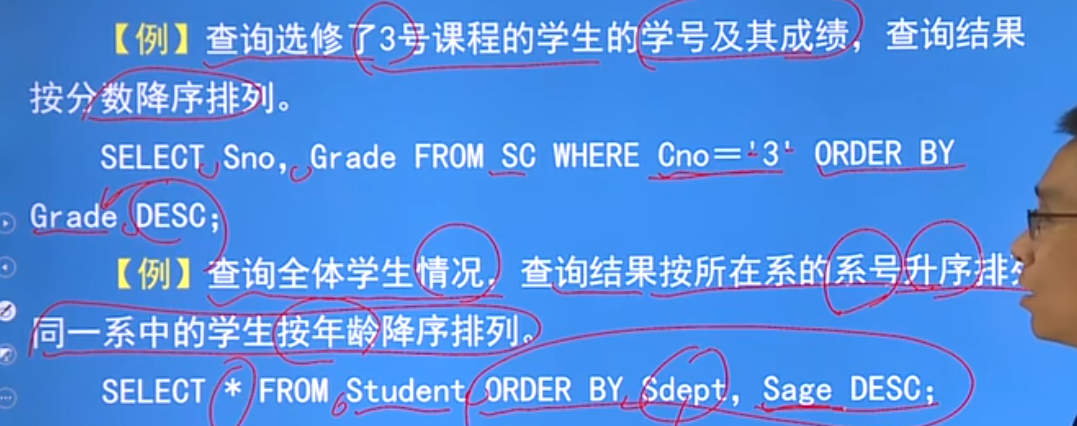 【例】查询选修了3号课程的学生的学号及其成绩，查询结果
按分数降序排列。
SELECT Sno, Grade FROM SC WHERE Cno='3' ORDER BY
Grade DESC;
【例】查询全体学生情况，查询结果按所在系的系号升序排
同一系中的学生按年龄降序排列。
SELECT * FROM Student ORDER BY Sdept, Sage DESC;